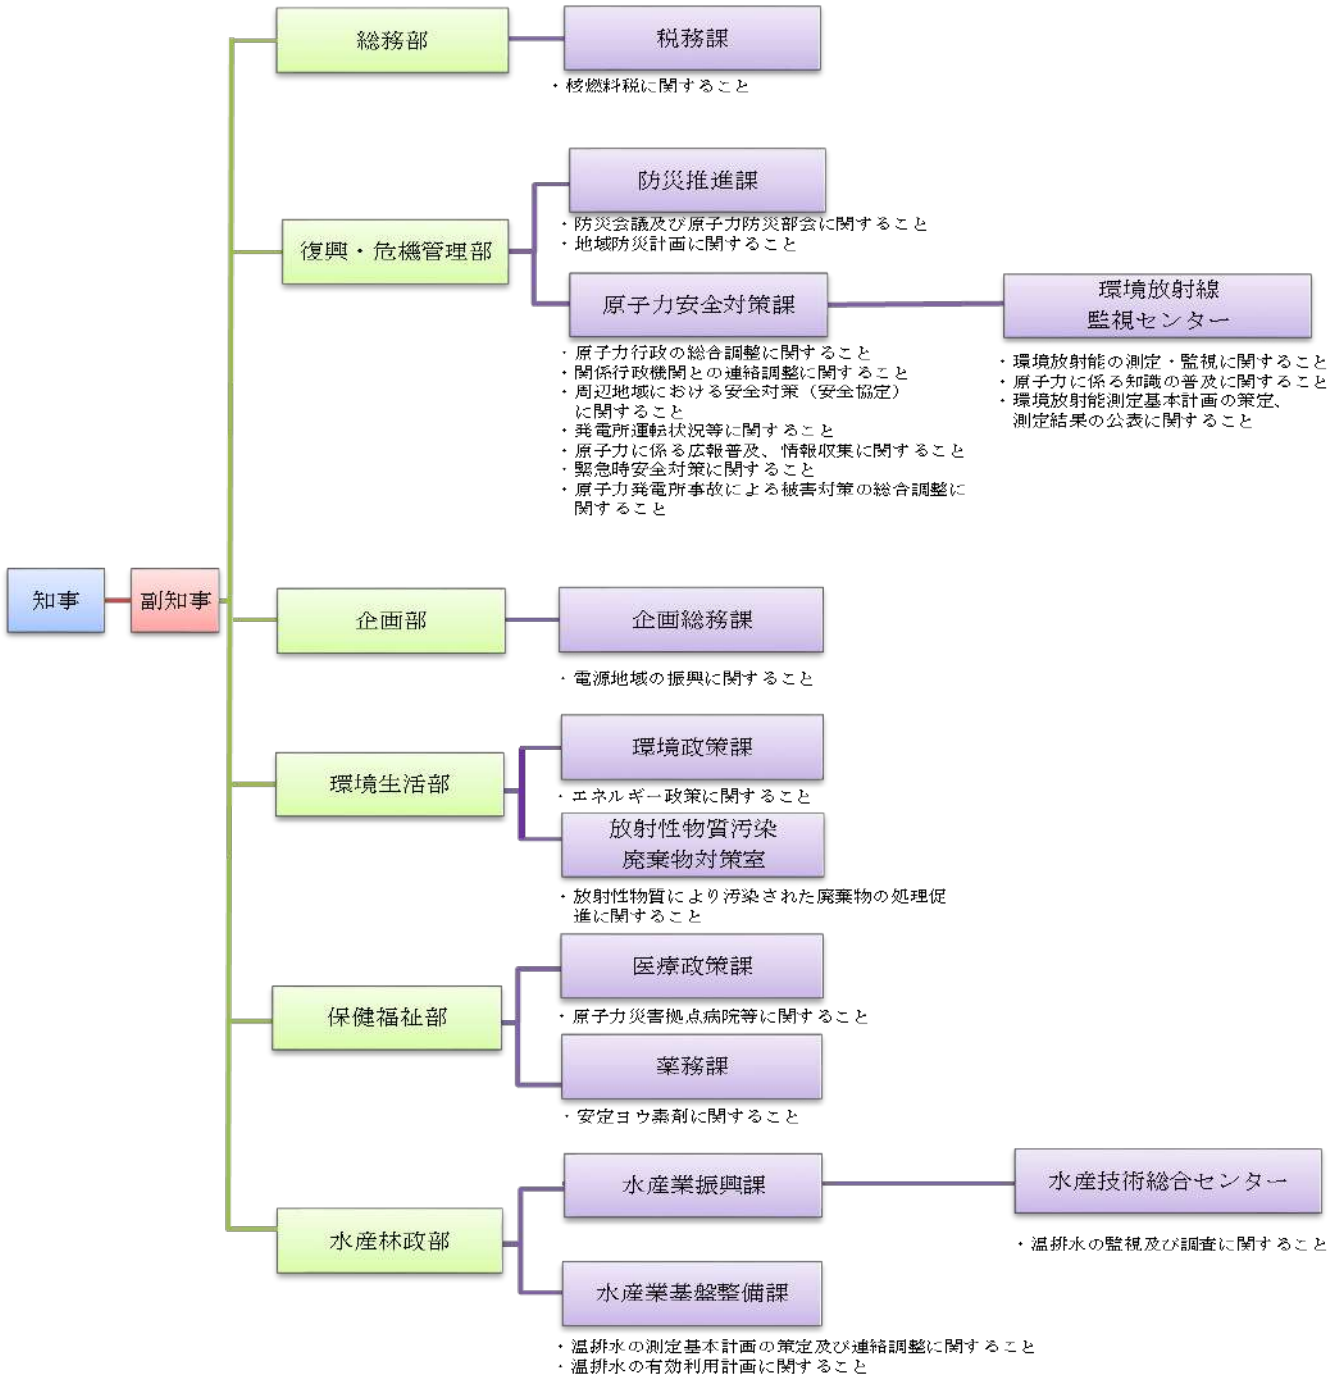 総務部
税務課
・核燃料税に関すること
防災推進課
・防災会議及び原子力防災部会に関すること
・地域防災計画に関すること
復興・危機管理部
原子力安全対策課
・原子力行政の総合調整に関すること
・関係行政機関との連絡調整に関すること
・周辺地域における安全対策（安全協定）
に関すること
・発電所運転状況等に関すること
・原子力に係る広報普及、情報収集に関すること
・緊急時安全対策に関すること
・原子力発電所事故による被害対策の総合調整に
関すること
環境放射線
監視センター
・環境放射能の測定・監視に関すること
・原子力に係る知識の普及に関すること
・環境放射能測定基本計画の策定、
測定結果の公表に関すること
知事
副知事
企画部
企画総務課
・電源地域の振興に関すること
環境生活部
環境政策課
・エネルギー政策に関すること
放射性物質汚染
廃棄物対策室
・放射性物質により汚染された廃棄物の処理促
進に関すること
保健福祉部
医療政策課
・原子力災害拠点病院等に関すること
薬務課
・安定ヨウ素剤に関すること
水産林政部
水産業振興課
水産技術総合センター
・温排水の監視及び調査に関すること
水産業基盤整備課
・温排水の測定基本計画の策定及び連絡調整に関すること
・温排水の有効利用計画に関すること